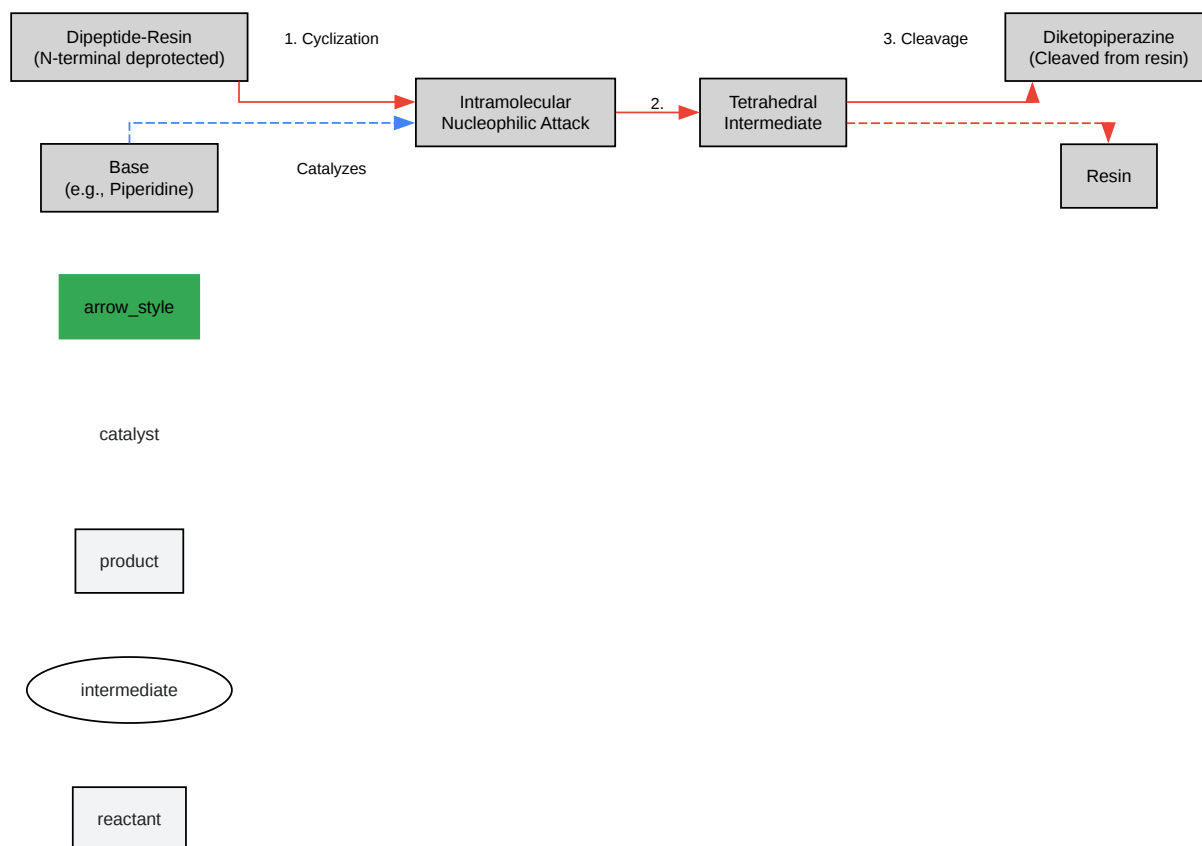 Dipeptide-Resin
(N-terminal deprotected)
1. Cyclization
3. Cleavage
Diketopiperazine
(Cleaved from resin)
Intramolecular
Nucleophilic Attack
2.
Tetrahedral
Intermediate
Base
(e.g., Piperidine)
Catalyzes
Resin
arrow_style
catalyst
product
intermediate
reactant